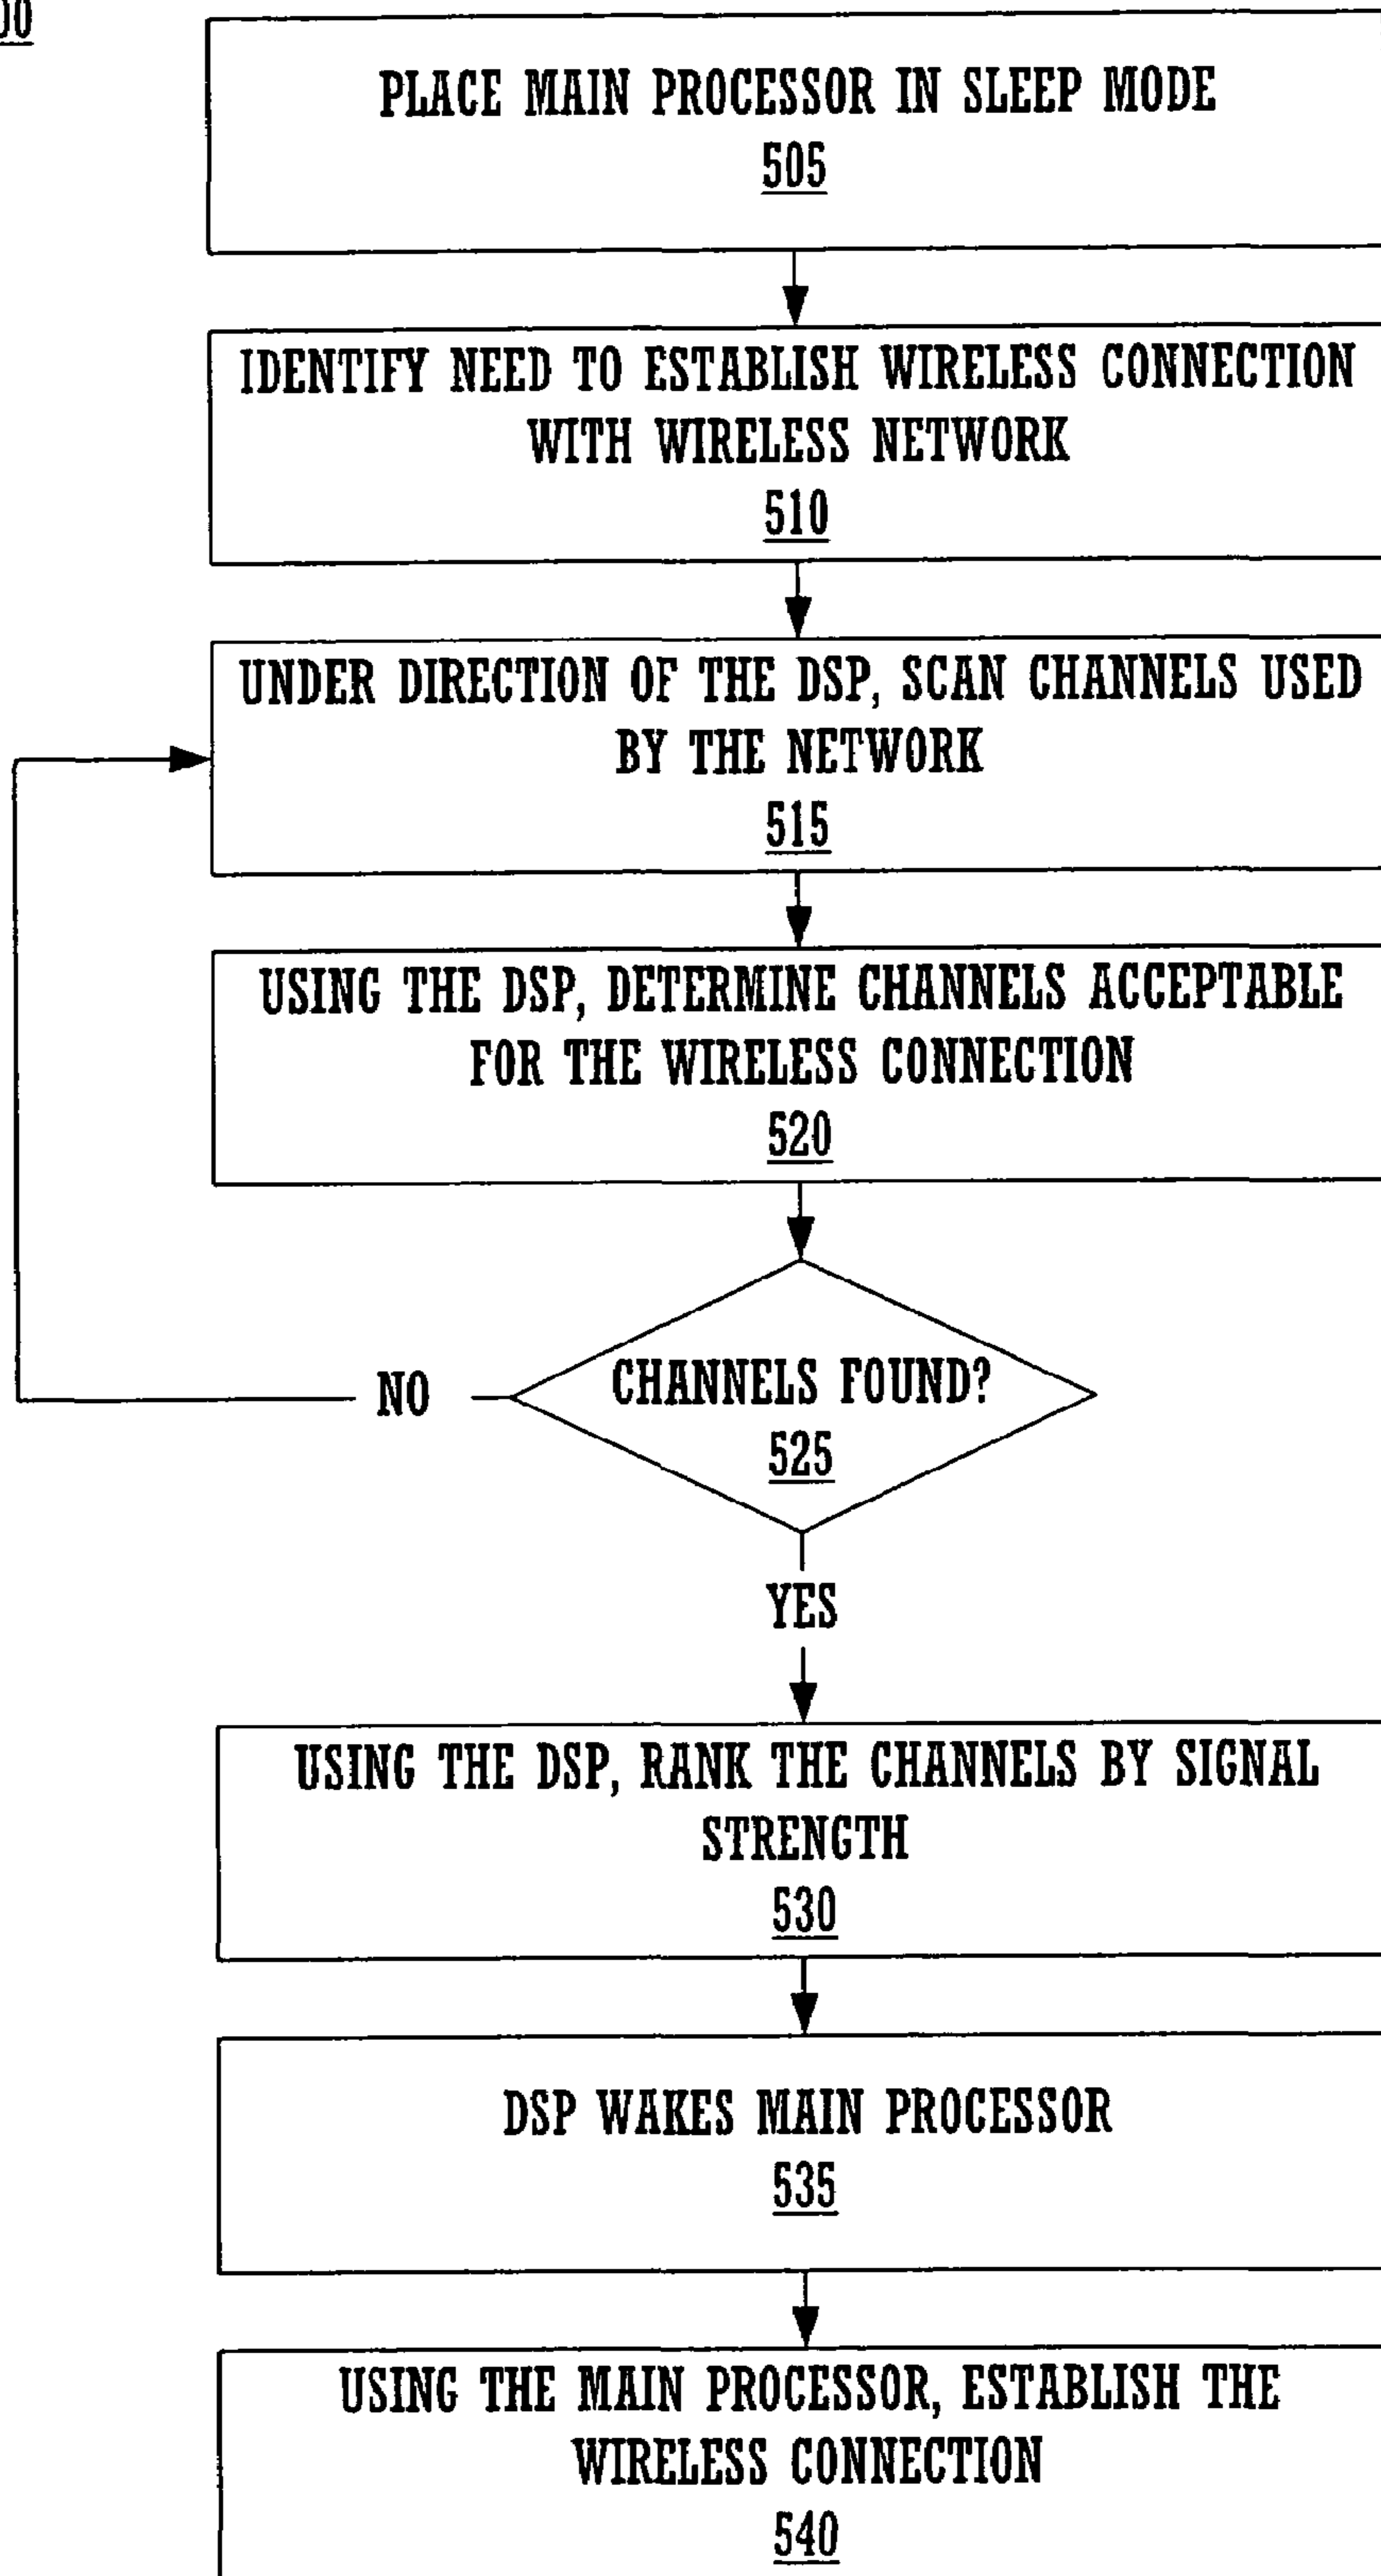 00
PLACE MAIN PROCESSOR IN SLEEP MODE
505
IDENTIFY NEED TO ESTABLISH WIRELESS CONNECTION
WITH WIRELESS NETWORK
510
UNDER DIRECTION OF THE DSP, SCAN CHANNELS USED
BY THE NETWORK
515
USING THE DSP, DETERMINE CHANNELS ACCEPTABLE
FOR THE WIRELESS CONNECTION
520
CHANNELS FOUND?
525
NO
YES
USING THE DSP, RANK THE CHANNELS BY SIGNAL
STRENGTH
530
DSP WAKES MAIN PROCESSOR
535
USING THE MAIN PROCESSOR, ESTABLISH THE
WIRELESS CONNECTION
540